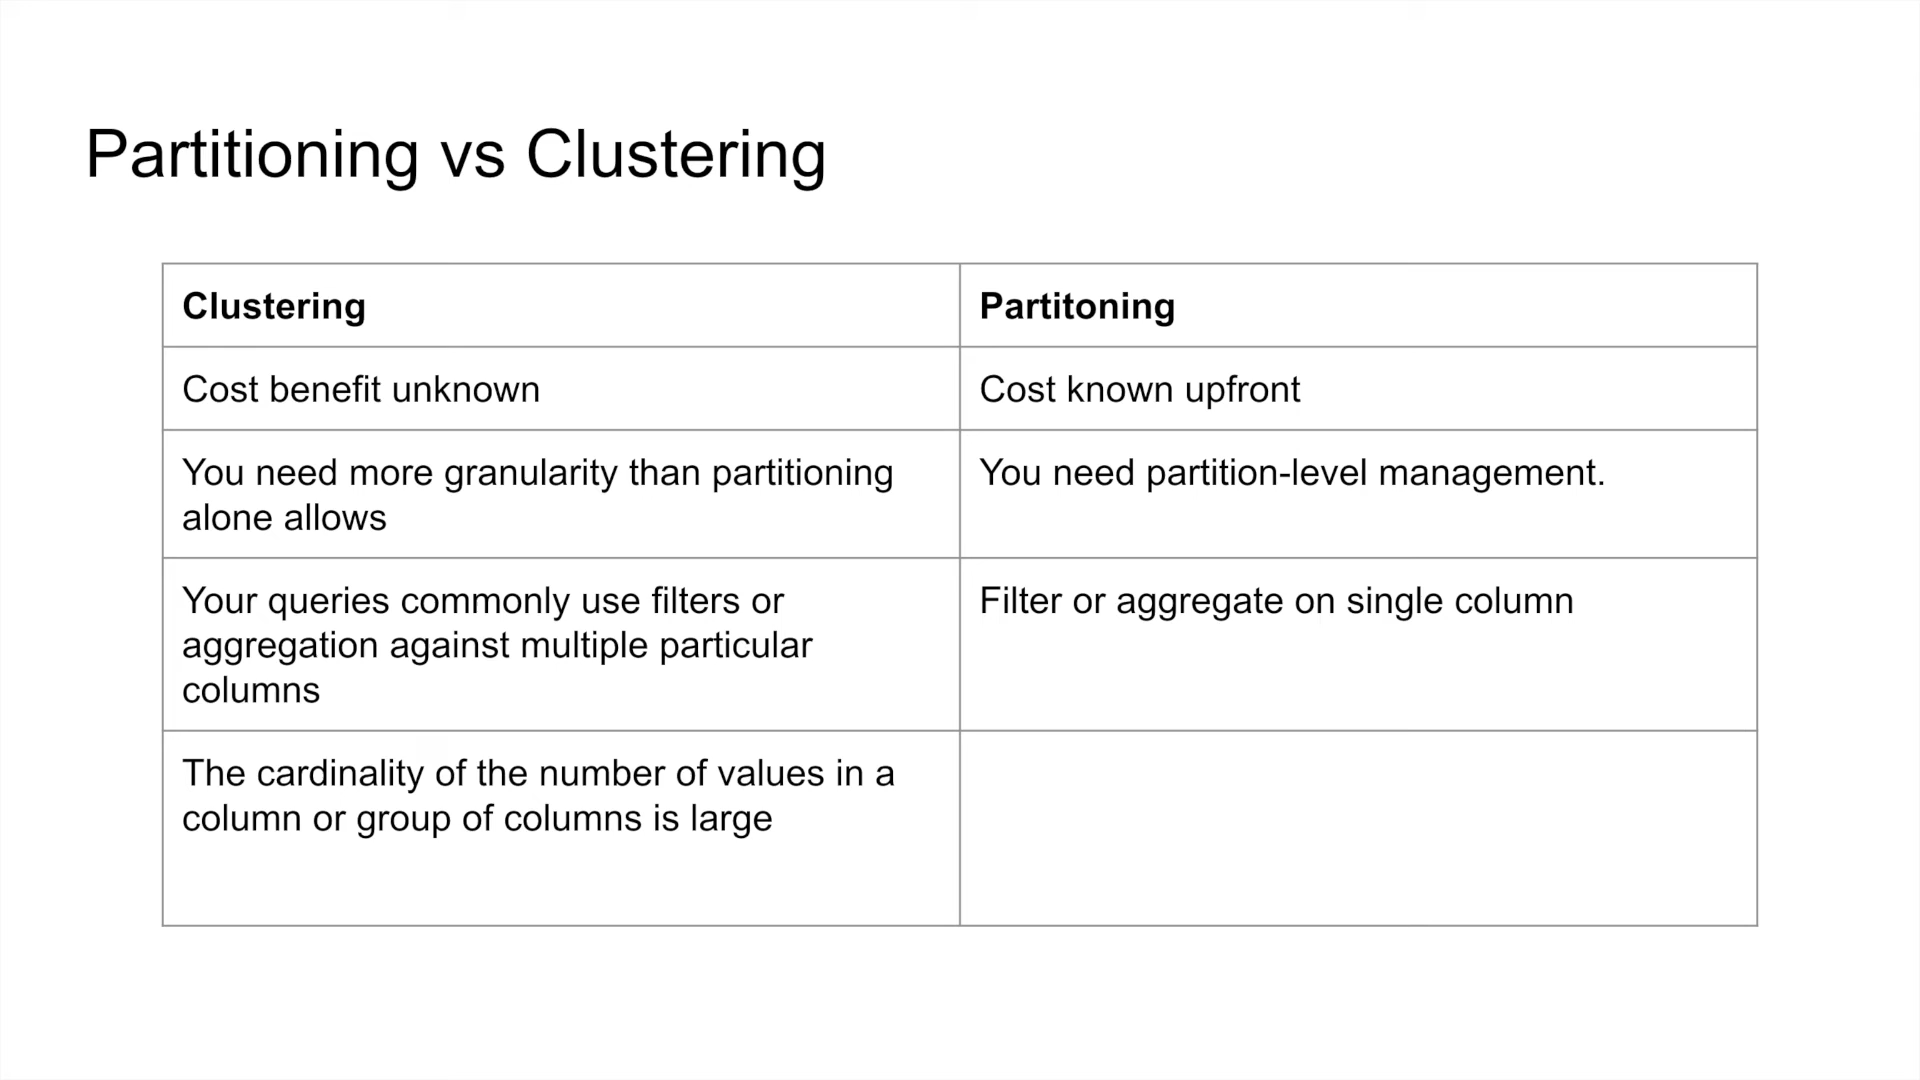 Partitioning vs Clustering
Clustering
Partitoning
Cost benefit unknown
Cost known upfront
You need more granularity than partitioning
alone allows
You need partition-level management.
Your queries commonly use filters or
aggregation against multiple particular
columns
Filter or aggregate on single column
The cardinality of the number of values in a
column or group of columns is large